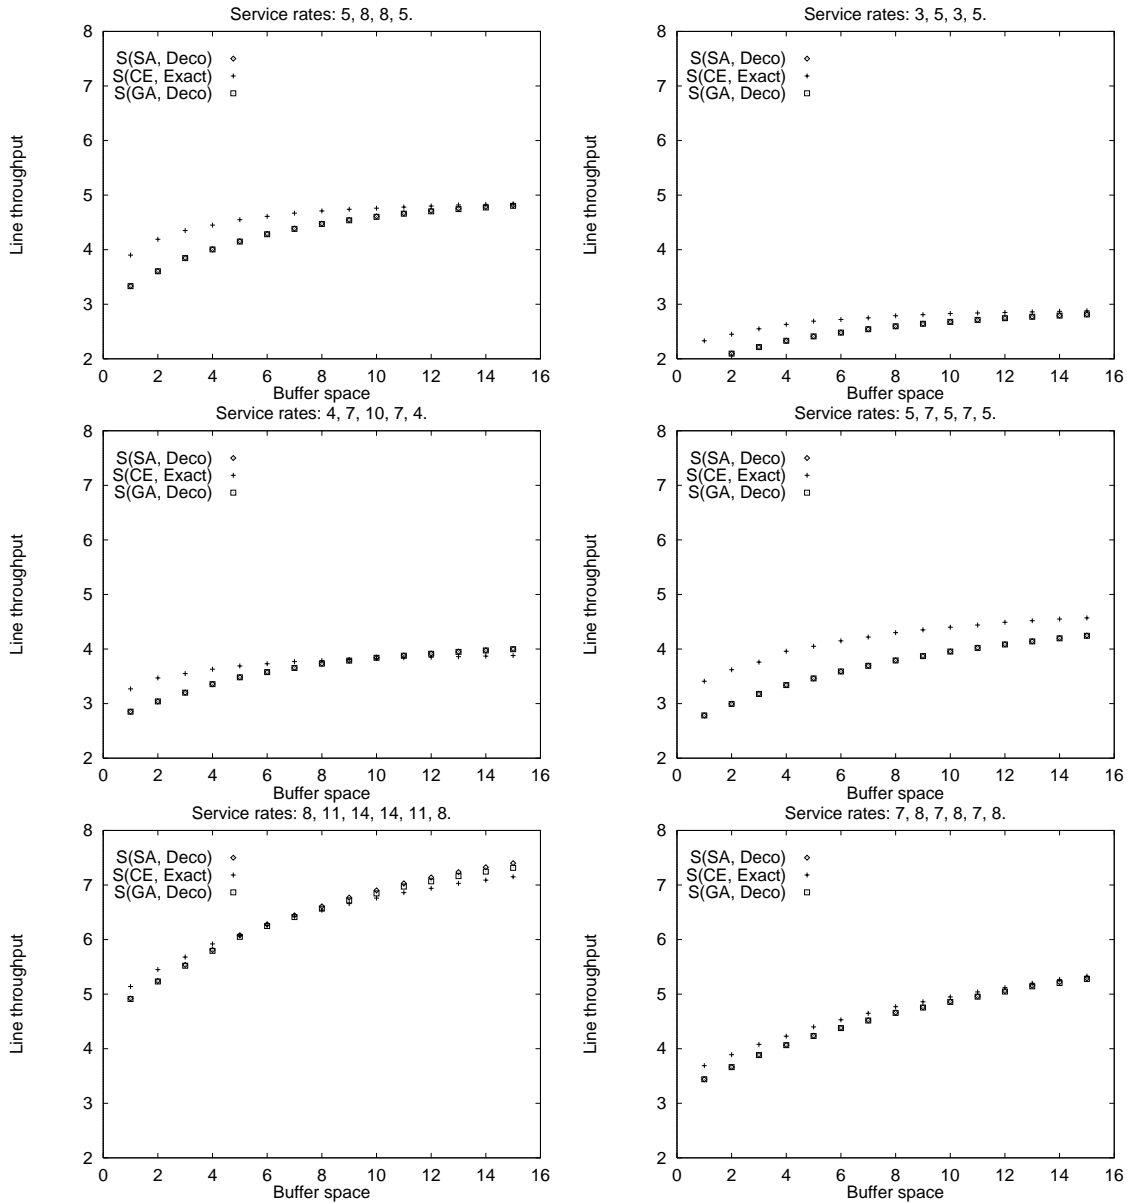 Service rates: 5, 8, 8, 5.
8
7
6
5
4
3
2
0 2 4 6 8 10 12 14 16
Line throughput
Buffer space
S(SA, Deco)
S(CE, Exact)
S(GA, Deco)
Service rates: 3, 5, 3, 5.
8
7
6
5
4
3
2
0 2 4 6 8 10 12 14 16
Line throughput
Buffer space
S(SA, Deco)
S(CE, Exact)
S(GA, Deco)
Service rates: 4, 7, 10, 7, 4.
8
7
6
5
4
3
2
0 2 4 6 8 10 12 14 16
Line throughput
Buffer space
S(SA, Deco)
S(CE, Exact)
S(GA, Deco)
Service rates: 5, 7, 5, 7, 5.
8
7
6
5
4
3
2
0 2 4 6 8 10 12 14 16
Line throughput
Buffer space
S(SA, Deco)
S(CE, Exact)
S(GA, Deco)
Service rates: 8, 11, 14, 14, 11, 8.
8
7
6
5
4
3
2
0 2 4 6 8 10 12 14 16
Line throughput
Buffer space
S(SA, Deco)
S(CE, Exact)
S(GA, Deco)
Service rates: 7, 8, 7, 8, 7, 8.
8
7
6
5
4
3
2
0 2 4 6 8 10 12 14 16
Line throughput
Buffer space
S(SA, Deco)
S(CE, Exact)
S(GA, Deco)